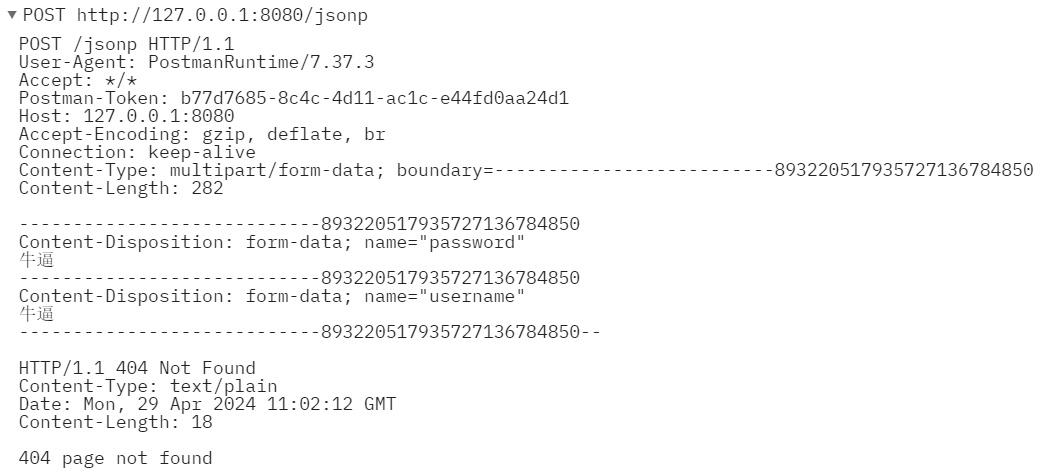 ▼POST http://127.0.0.1:8080/jsonp
POST /jsonp HTTP/1.1
User-Agent: PostmanRuntime/7.37.3
Accept: */*
Postman-Token: b77d7685-8c4c-4d11-ac1c-e44fd0aa24d1
Host: 127.0.0.1:8080
Accept-Encoding: gzip, deflate, br
Connection: keep-alive
Content-Type: multipart/form-data; boundary=--------------------------893220517935727136784850
Content-Length: 282
----------------------------893220517935727136784850
Content-Disposition: form-data; name="password"
牛逼
----------------------------893220517935727136784850
Content-Disposition: form-data; name="username"
牛逼
----------------------------893220517935727136784850--
HTTP/1.1 404 Not Found
Content-Type: text/plain
Date: Mon, 29 Apr 2024 11:02:12 GMT
Content-Length: 18
404 page not found